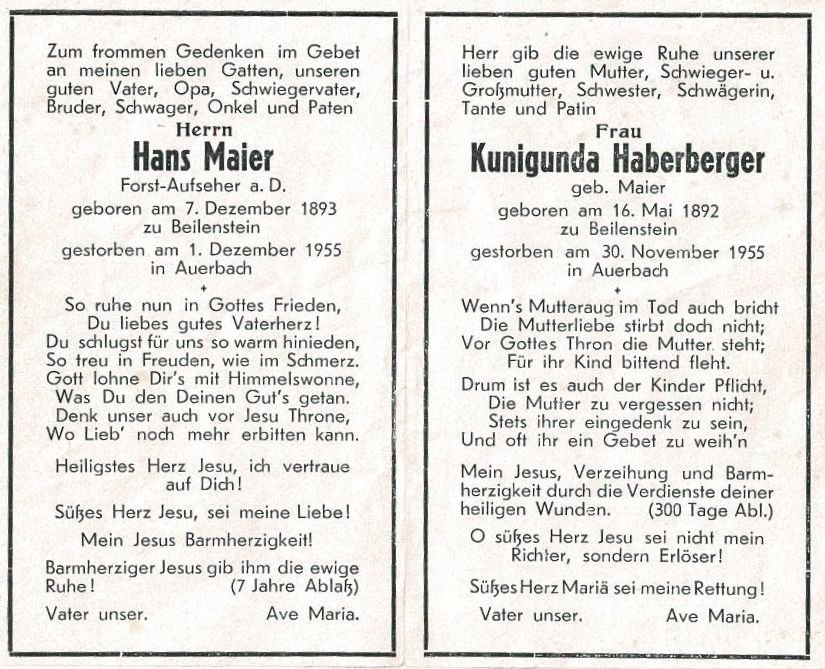 Zum frommen Gedenken im Gebet
an meinen lieben Gatten, unseren
guten Vater, Opa, Schwiegervater,
Bruder, Schwager, Onkel und Paten
Herrn
Hans Maier
Forst-Aufseher a. D.
geboren am 7. Dezember 1893
zu Beilenstein
gestorben am 1. Dezember 1955
in Auerbach
So ruhe nun in Gottes Frieden,
Du liebes gutes Vaterherz!
Du schlugst für uns so warm hinieden,
So treu in Freuden, wie im Schmerz.
Gott lohne Dir's mit Himmelswonne,
Was Du den Deinen Gut's getan.
Denk unser auch vor Jesu Throne,
Wo Lieb' noch mehr erbitten kann.
Heiligstes Herz Jesu, ich vertraue
auf Dich!
Süßes Herz Jesu, sei meine Liebe!
Mein Jesus Barmherzigkeit!
Barmherziger Jesus gib ihm die ewige
Ruhe! (7 Jahre Ablaß)
Vater unser. Ave Maria.
Herr gib die ewige Ruhe unserer
lieben guten Mutter, Schwieger- u.
Großmutter, Schwester, Schwägerin,
Tante und Patin
Frau
Kunigunda Haberberger
geb. Maier
geboren am 16. Mai 1892
zu Beilenstein
gestorben am 30. November 1955
in Auerbach
Wenn's Mutteraug im Tod auch bricht
Die Mutterliebe stirbt doch nicht;
Vor Gottes Thron die Mutter steht;
Für ihr Kind bittend fleht.
Drum ist es auch der Kinder Pflicht,
Die Mutter zu vergessen nicht;
Stets ihrer eingedenk zu sein,
Und oft ihr ein Gebet zu weih'n
Mein Jesus, Verzeihung und Barm-
herzigkeit durch die Verdienste deiner
heiligen Wunden. (300 Tage Abl.)
O süßes Herz Jesu sei nicht mein
Richter, sondern Erlöser!
Süßes Herz Mariä sei meine Rettung!
Vater unser. Ave Maria.